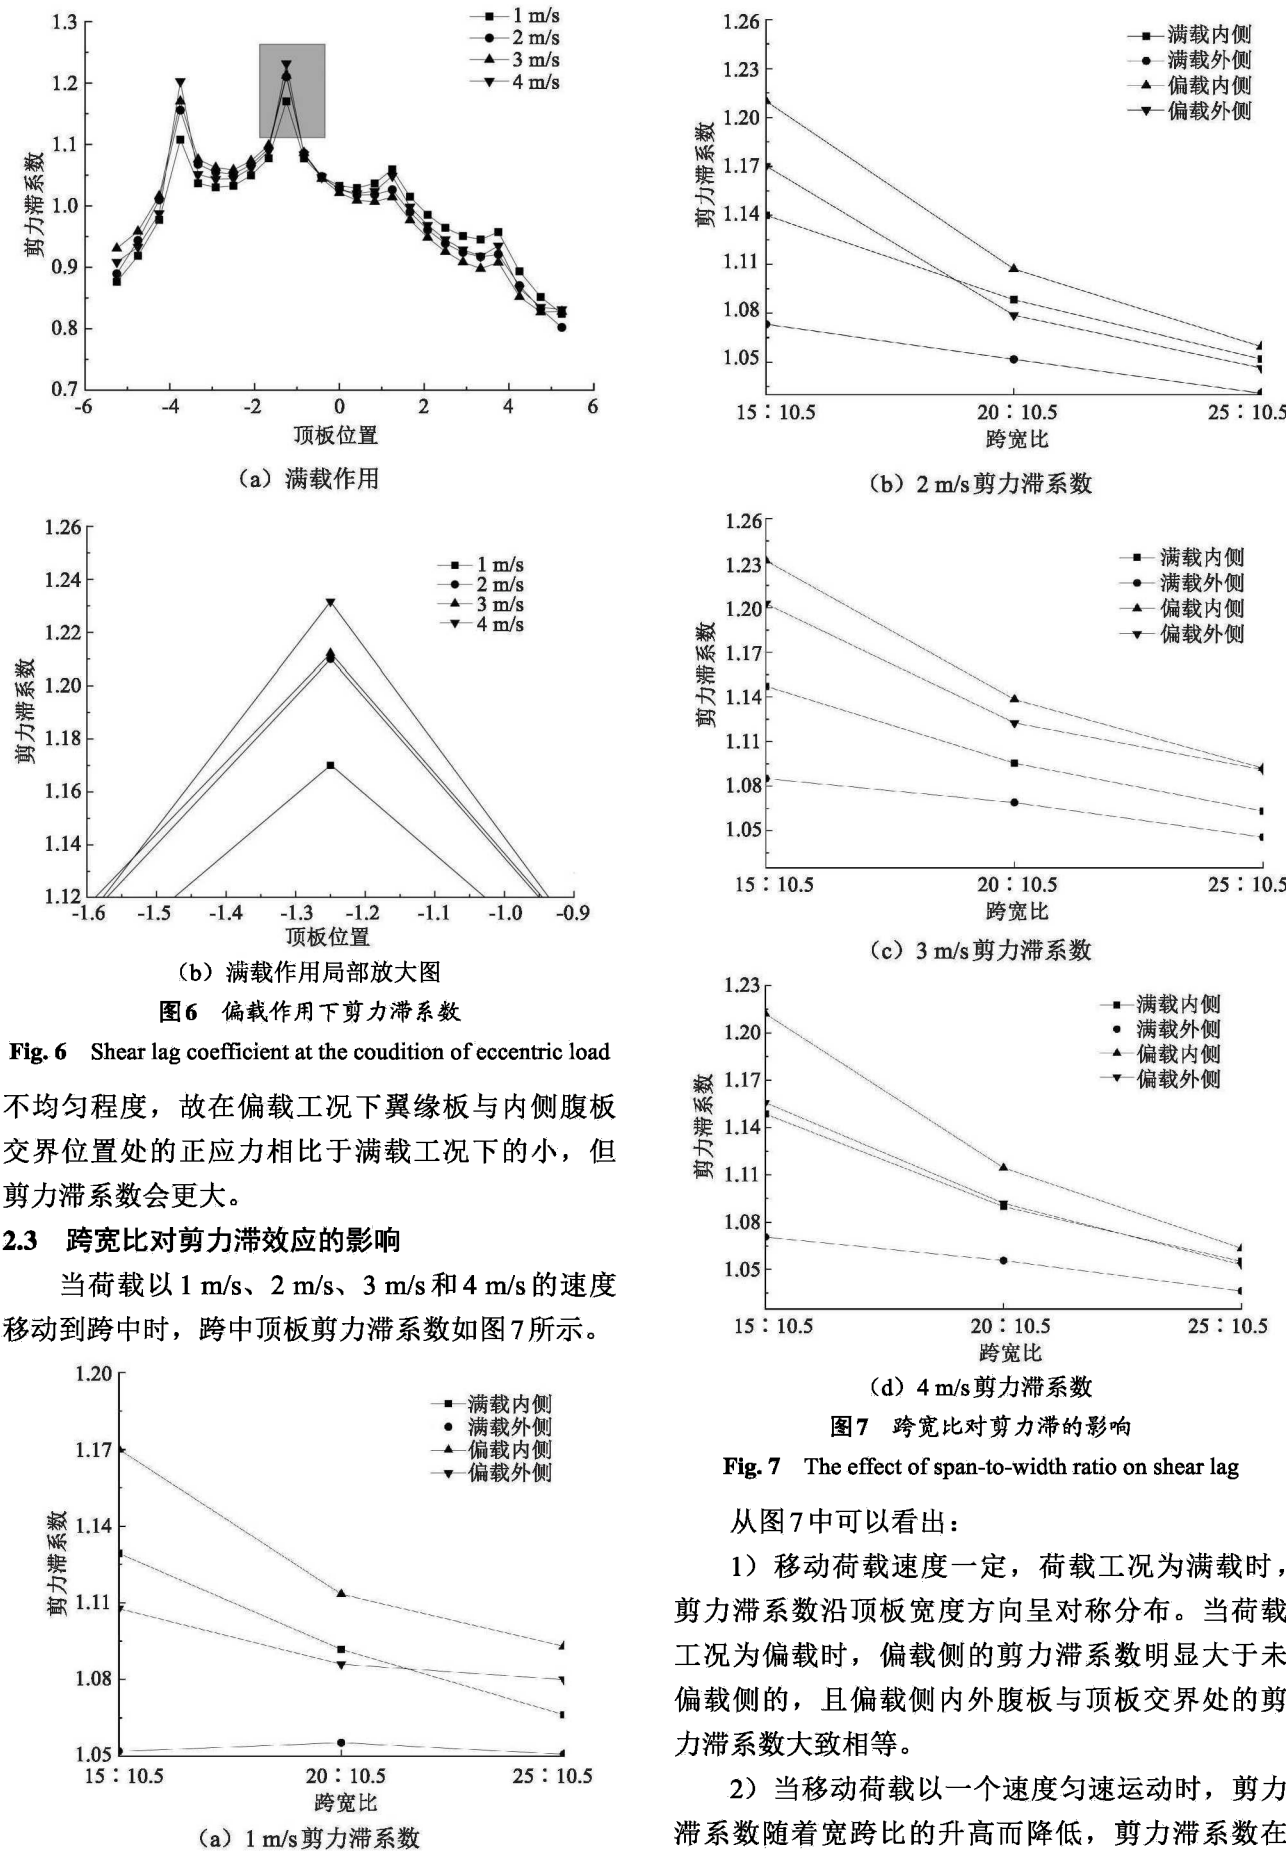 1.3
1.2
1.1
1.0
0.9
0.8
0.7
剪力滞系数
1 m/s
2 m/s
3 m/s
4 m/s
-6
-4
-2
0
2
4
6
顶板位置
（a）满载作用
1.26
1.24
1.22
1.20
1.18
1.16
1.14
1.12
剪力滞系数
1 m/s
2 m/s
3 m/s
4 m/s
-1.6
-1.5
-1.4
-1.3
-1.2
-1.1
-1.0
-0.9
顶板位置
（b）满载作用局部放大图
图6 偏载作用下剪力滞系数
Fig. 6 Shear lag coefficient at the coudition of eccentric load
不均匀程度，故在偏载工况下翼缘板与内侧腹板
交界位置处的正应力相比于满载工况下的小，但
剪力滞系数会更大。
2.3 跨宽比对剪力滞效应的影响
当荷载以1 m/s、2 m/s、3 m/s和4 m/s的速度
移动到跨中时，跨中顶板剪力滞系数如图7所示。
1.20
1.17
1.14
1.11
1.08
1.05
剪力滞系数
满载内侧
满载外侧
偏载内侧
偏载外侧
15：10.5
20：10.5
25：10.5
跨宽比
（a）1 m/s剪力滞系数
1.26
1.23
1.20
1.17
1.14
1.11
1.08
1.05
剪力滞系数
满载内侧
满载外侧
偏载内侧
偏载外侧
15：10.5
20：10.5
25：10.5
跨宽比
（b）2 m/s剪力滞系数
1.26
1.23
1.20
1.17
1.14
1.11
1.08
1.05
剪力滞系数
满载内侧
满载外侧
偏载内侧
偏载外侧
15：10.5
20：10.5
25：10.5
跨宽比
（c）3 m/s剪力滞系数
1.23
1.20
1.17
1.14
1.11
1.08
1.05
剪力滞系数
满载内侧
满载外侧
偏载内侧
偏载外侧
15：10.5
20：10.5
25：10.5
跨宽比
（d）4 m/s剪力滞系数
图7 跨宽比对剪力滞的影响
Fig. 7 The effect of span-to-width ratio on shear lag
从图7中可以看出：
1）移动荷载速度一定，荷载工况为满载时，
剪力滞系数沿顶板宽度方向呈对称分布。当荷载
工况为偏载时，偏载侧的剪力滞系数明显大于未
偏载侧的，且偏载侧内外腹板与顶板交界处的剪
力滞系数大致相等。
2）当移动荷载以一个速度匀速运动时，剪力
滞系数随着宽跨比的升高而降低，剪力滞系数在